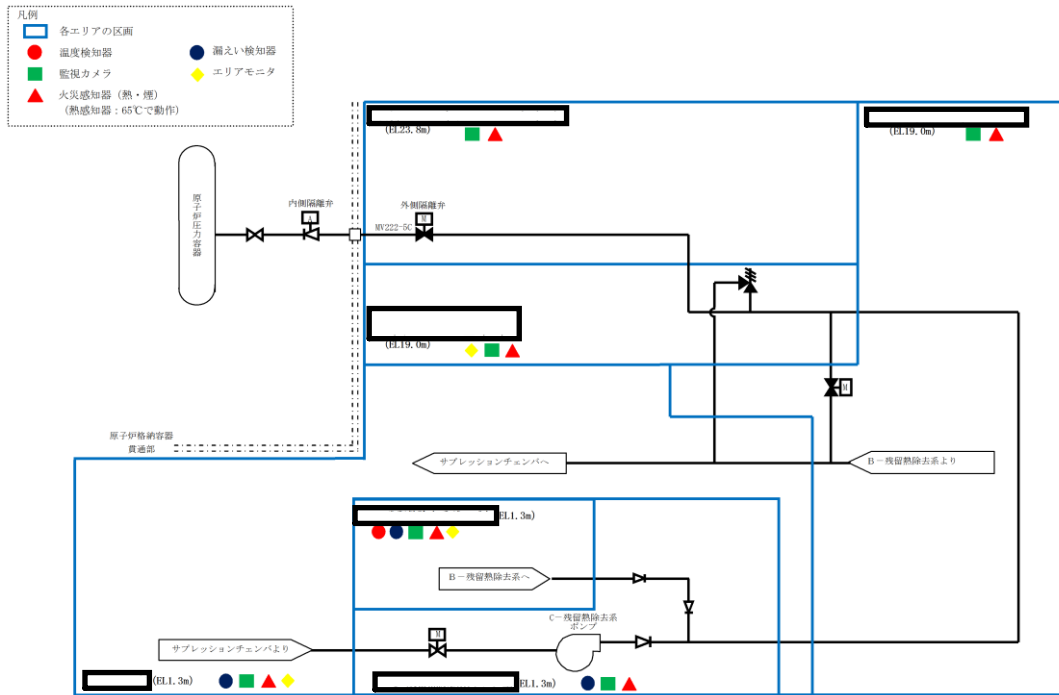 凡例
各エリアの区画
温度検知器
漏えい検知器
監視カメラ
エリアモニタ
火災感知器（熱・煙）
（熱感知器：65℃で動作）
(EL23.8m)
(EL19.0m)
原子炉圧力容器
内側隔離弁
A
外側隔離弁
M
MV222-5C
(EL19.0m)
M
原子炉格納容器
貫通部
サプレッションチェンバへ
B－残留熱除去系より
(EL1.3m)
B－残留熱除去系へ
C－残留熱除去系
ポンプ
M
サプレッションチェンバより
(EL1.3m)
(EL1.3m)